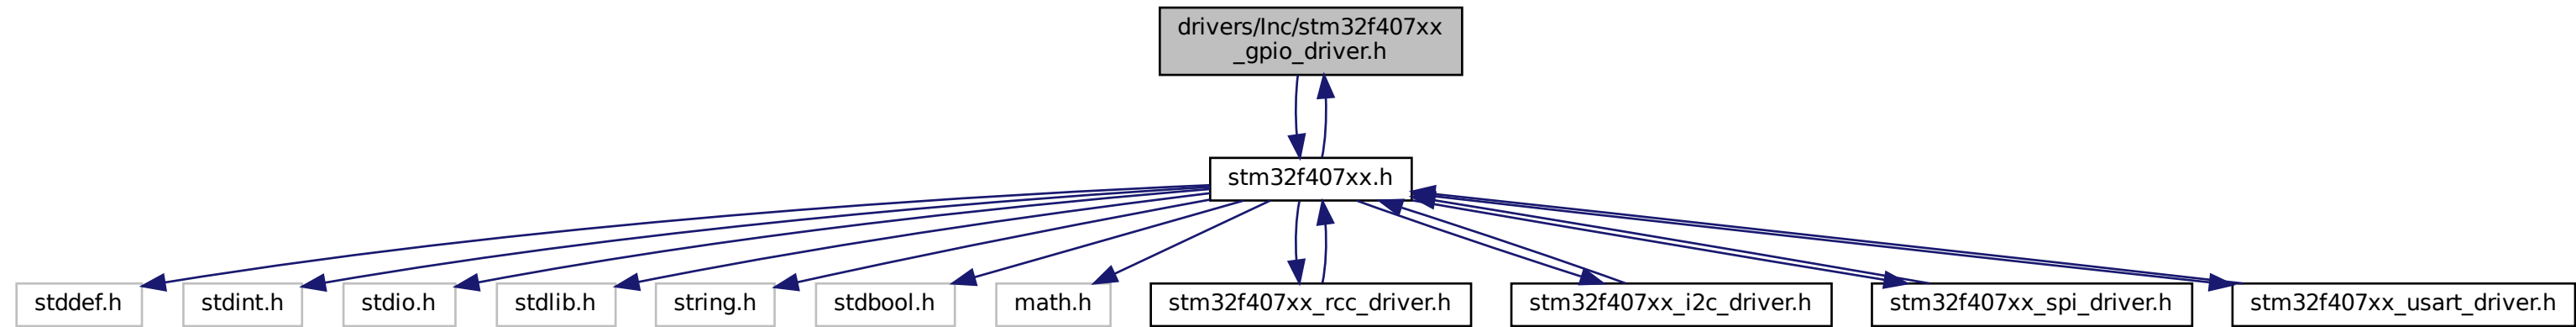 drivers/Inc/stm32f407xx
_gpio_driver.h
stm32f407xx.h
stddef.h
stdint.h
stdio.h
stdlib.h
string.h
stdbool.h
math.h
stm32f407xx_rcc_driver.h
stm32f407xx_i2c_driver.h
stm32f407xx_spi_driver.h
stm32f407xx_usart_driver.h